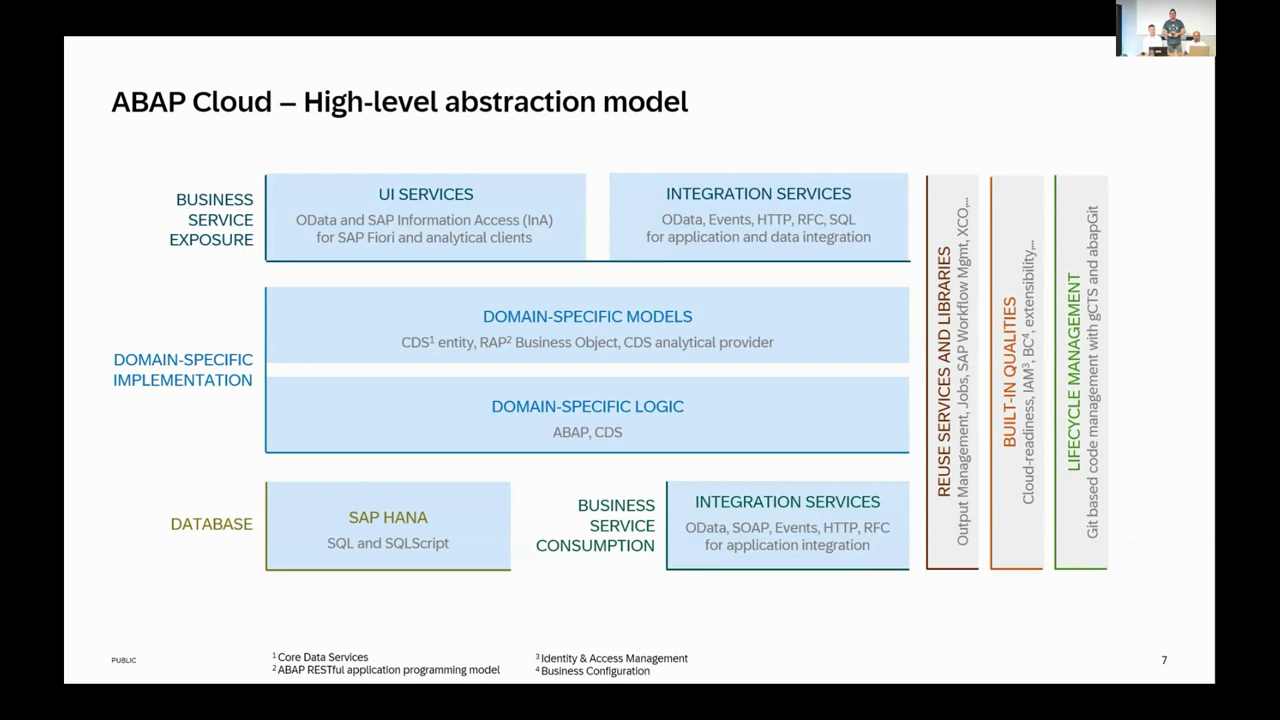 ABAP Cloud – High-level abstraction model
BUSINESS
SERVICE
EXPOSURE
UI SERVICES
OData and SAP Information Access (InA)
for SAP Fiori and analytical clients
INTEGRATION SERVICES
OData, Events, HTTP, RFC, SQL
for application and data integration
DOMAIN-SPECIFIC
IMPLEMENTATION
DOMAIN-SPECIFIC MODELS
CDS¹ entity, RAP² Business Object, CDS analytical provider
DOMAIN-SPECIFIC LOGIC
ABAP, CDS
DATABASE
SAP HANA
SQL and SQLScript
BUSINESS
SERVICE
CONSUMPTION
INTEGRATION SERVICES
OData, SOAP, Events, HTTP, RFC
for application integration
REUSE SERVICES AND LIBRARIES
Output Management, Jobs, SAP Workflow Mgmt, XCO,...
BUILT-IN QUALITIES
Cloud-readiness, IAM³, BC⁴, extensibility,...
LIFECYCLE MANAGEMENT
Git based code management with gCTS and abapGit
PUBLIC
¹ Core Data Services
² ABAP RESTful application programming model
³ Identity & Access Management
⁴ Business Configuration
7